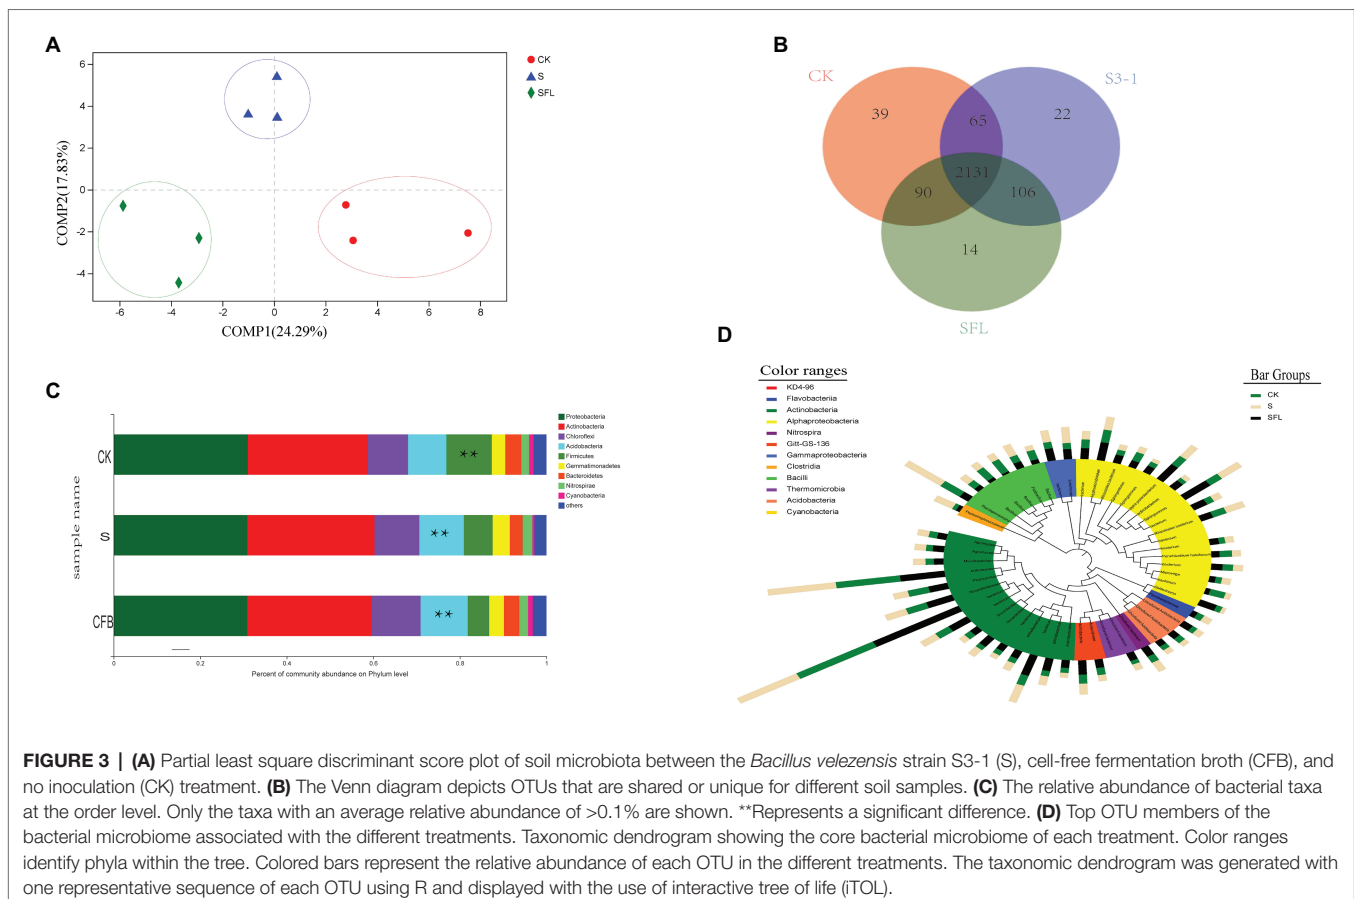 A
6
4
2
0
-2
-4
COMP2(17.83%)
-6
-4
-2
0
2
4
6
8
COMP1(24.29%)
CK
S
SFL
B
CK
S3-1
39
65
22
2131
90
106
14
SFL
C
CK
**
S
**
CFB
**
sample name
0
0.2
0.4
0.6
0.8
1
Percent of community abundance on Phylum level
Proteobacteria
Actinobacteria
Chloroflexi
Acidobacteria
Firmicutes
Gemmatimonadetes
Bacteroidetes
Nitrospirae
Cyanobacteria
others
D
Color ranges
KD4-96
Flavobacteriia
Actinobacteria
Alphaproteobacteria
Nitrospira
Gitt-GS-136
Gammaproteobacteria
Clostridia
Bacilli
Thermomicrobia
Acidobacteria
Cyanobacteria
Bar Groups
CK
S
SFL
FIGURE 3 | (A) Partial least square discriminant score plot of soil microbiota between the Bacillus velezensis strain S3-1 (S), cell-free fermentation broth (CFB), and
no inoculation (CK) treatment. (B) The Venn diagram depicts OTUs that are shared or unique for different soil samples. (C) The relative abundance of bacterial taxa
at the order level. Only the taxa with an average relative abundance of >0.1% are shown. **Represents a significant difference. (D) Top OTU members of the
bacterial microbiome associated with the different treatments. Taxonomic dendrogram showing the core bacterial microbiome of each treatment. Color ranges
identify phyla within the tree. Colored bars represent the relative abundance of each OTU in the different treatments. The taxonomic dendrogram was generated with
one representative sequence of each OTU using R and displayed with the use of interactive tree of life (iTOL).